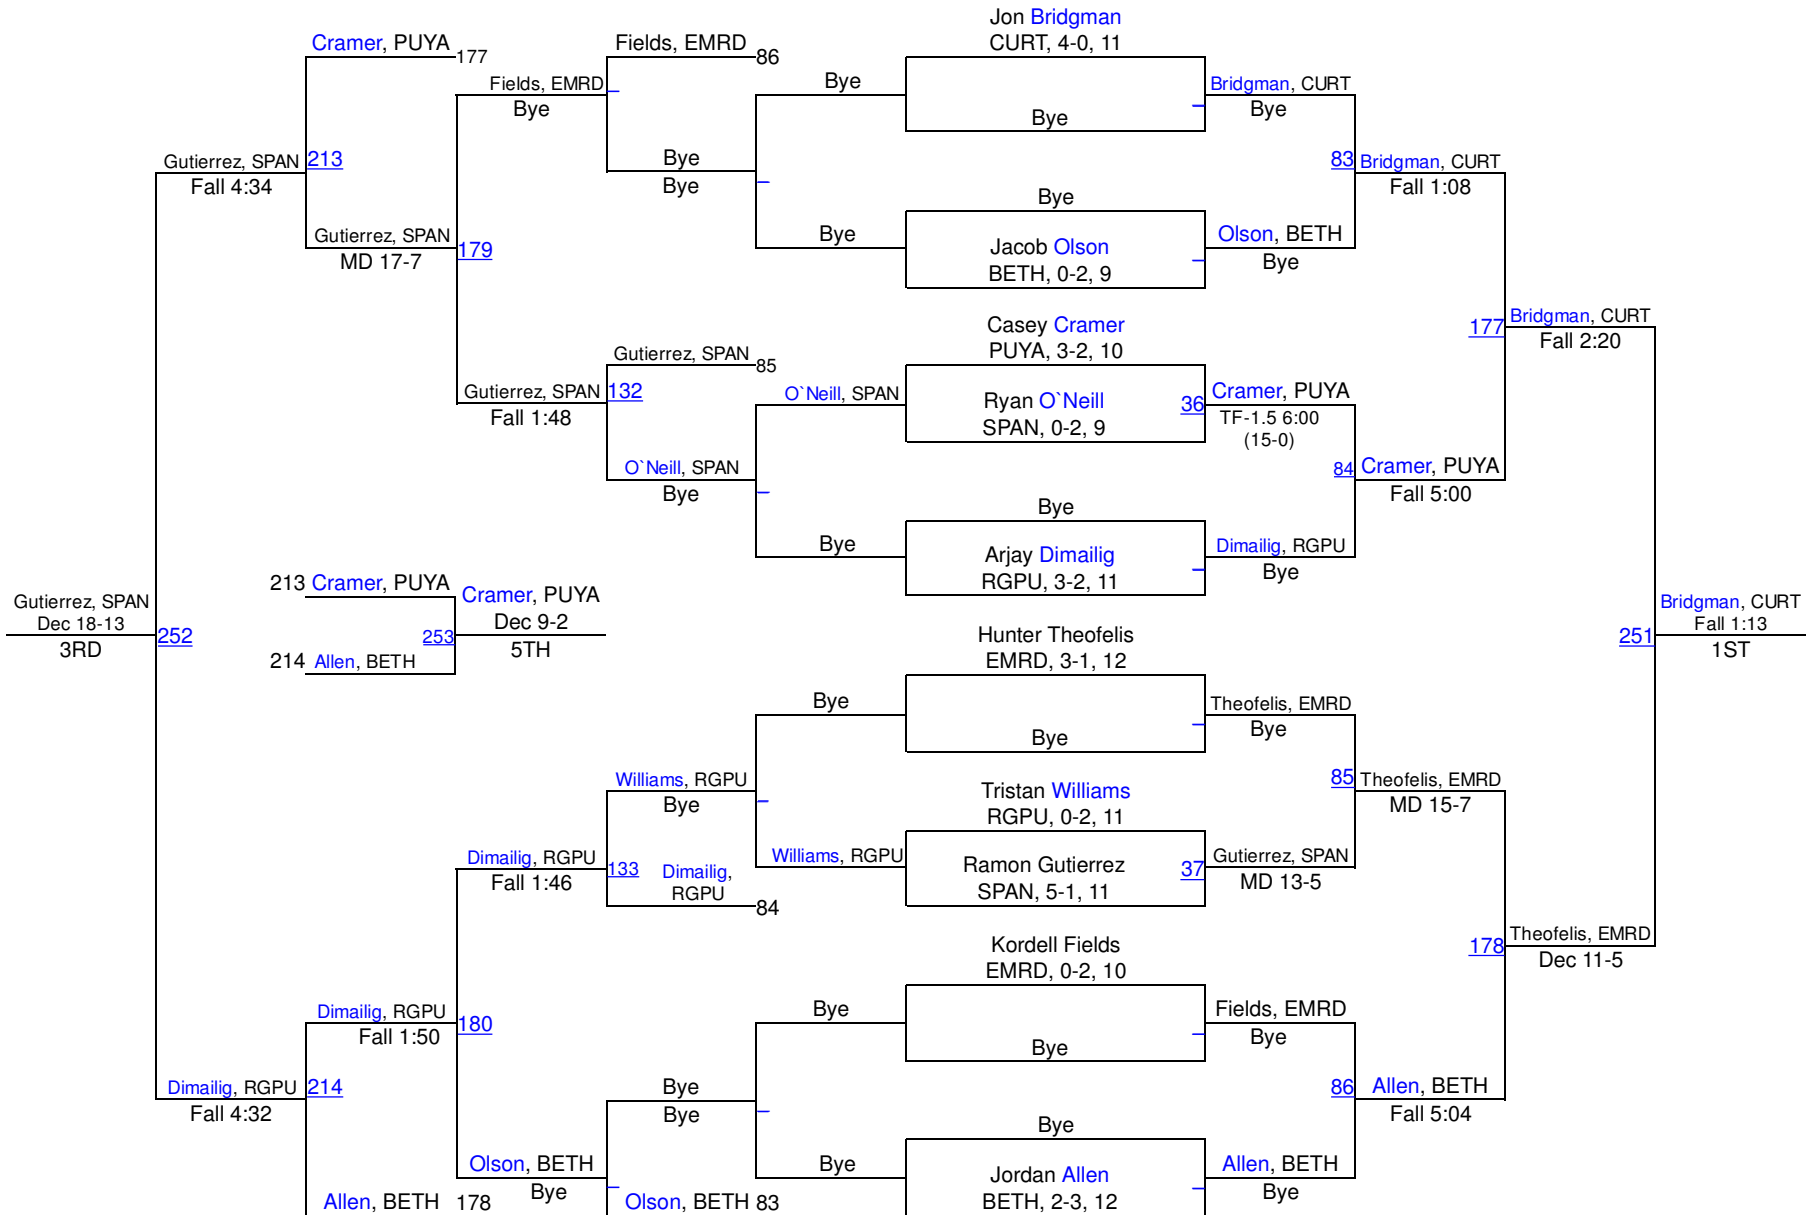 Jon Bridgman
CURT, 4-0, 11
Cramer, PUYA
177
Fields, EMRD
86
Fields, EMRD
Bye
Bye
Bye
Bridgman, CURT
Bye
Gutierrez, SPAN
Fall 4:34
213
Bye
Bye
83
Bridgman, CURT
Fall 1:08
Gutierrez, SPAN
MD 17-7
179
Bye
Bye
Jacob Olson
BETH, 0-2, 9
Olson, BETH
Bye
Casey Cramer
PUYA, 3-2, 10
177
Bridgman, CURT
Fall 2:20
Gutierrez, SPAN
85
Gutierrez, SPAN
Fall 1:48
132
O`Neill, SPAN
Ryan O`Neill
SPAN, 0-2, 9
36
Cramer, PUYA
TF-1.5 6:00
(15-0)
O`Neill, SPAN
Bye
84
Cramer, PUYA
Fall 5:00
Bye
Bye
Arjay Dimailig
RGPU, 3-2, 11
Dimailig, RGPU
Bye
213 Cramer, PUYA
Cramer, PUYA
Dec 9-2
253
5TH
214 Allen, BETH
Gutierrez, SPAN
Dec 18-13
252
3RD
Bridgman, CURT
Fall 1:13
251
1ST
Hunter Theofelis
EMRD, 3-1, 12
Bye
Bye
Theofelis, EMRD
Bye
Williams, RGPU
Bye
Tristan Williams
RGPU, 0-2, 11
85
Theofelis, EMRD
MD 15-7
Dimailig, RGPU
Fall 1:46
133
Dimailig,
RGPU
84
Williams, RGPU
Ramon Gutierrez
SPAN, 5-1, 11
37
Gutierrez, SPAN
MD 13-5
Kordell Fields
EMRD, 0-2, 10
178
Theofelis, EMRD
Dec 11-5
Dimailig, RGPU
Fall 1:50
180
Bye
Bye
Fields, EMRD
Bye
Dimailig, RGPU
Fall 4:32
214
Bye
Bye
86
Allen, BETH
Fall 5:04
Bye
Olson, BETH
Bye
Bye
Jordan Allen
BETH, 2-3, 12
Allen, BETH
Bye
Allen, BETH 178
Olson, BETH 83